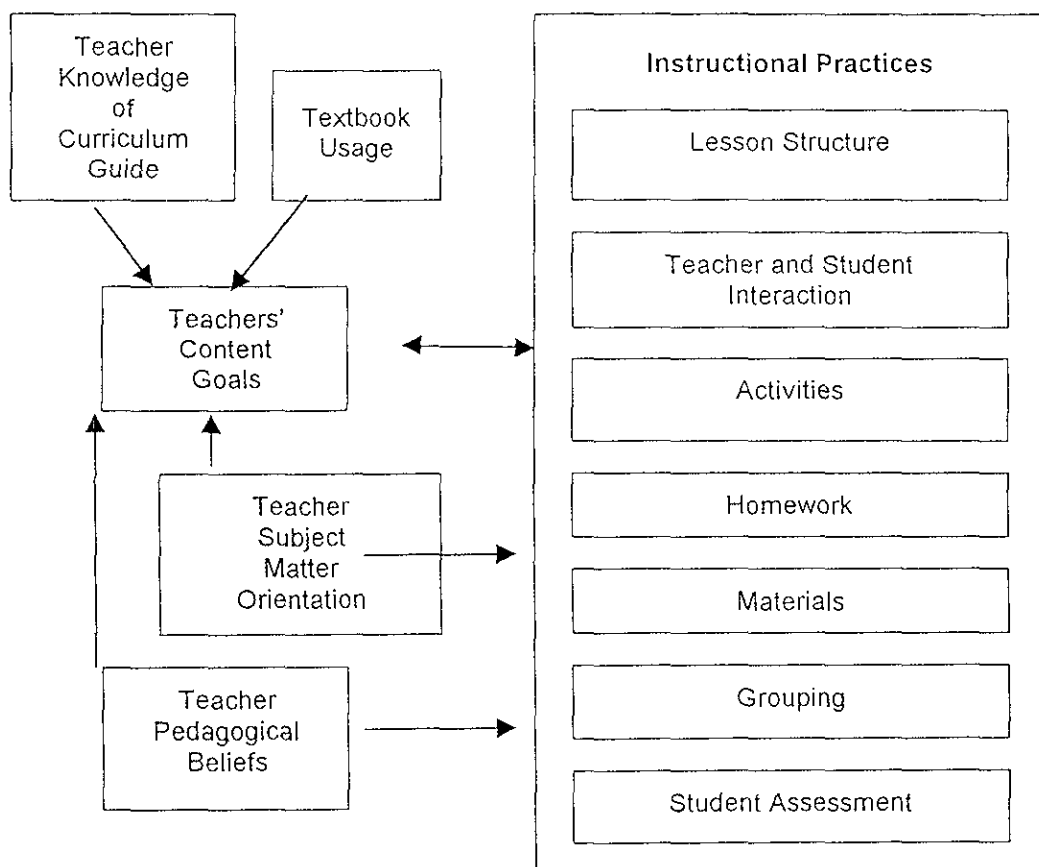 Teacher
Knowledge
of
Curriculum
Guide
Textbook
Usage
Teachers'
Content
Goals
Teacher
Subject
Matter
Orientation
Teacher
Pedagogical
Beliefs
Instructional Practices
Lesson Structure
Teacher and Student
Interaction
Activities
Homework
Materials
Grouping
Student Assessment